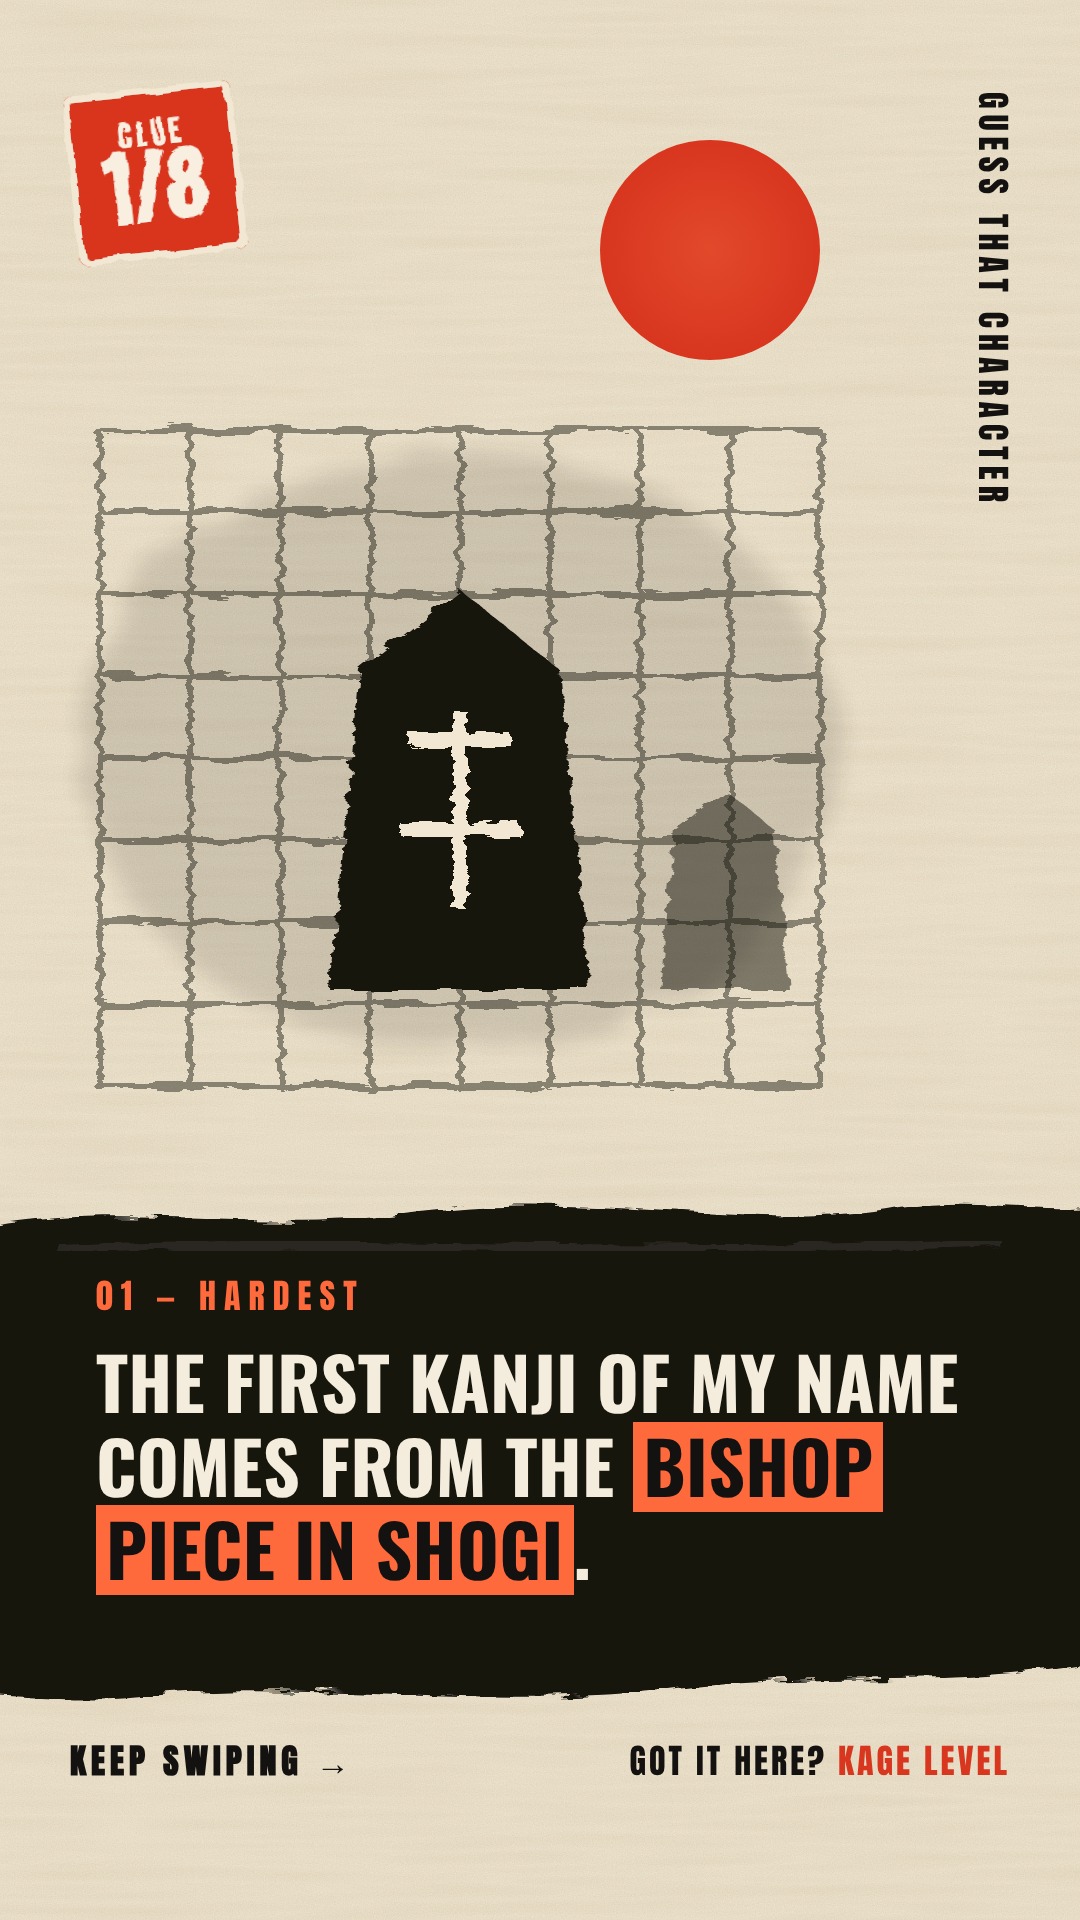 CLUE
1/8
GUESS THAT CHARACTER
01 – HARDEST
THE FIRST KANJI OF MY NAME
COMES FROM THE BISHOP
PIECE IN SHOGI.
KEEP SWIPING →
GOT IT HERE? KAGE LEVEL